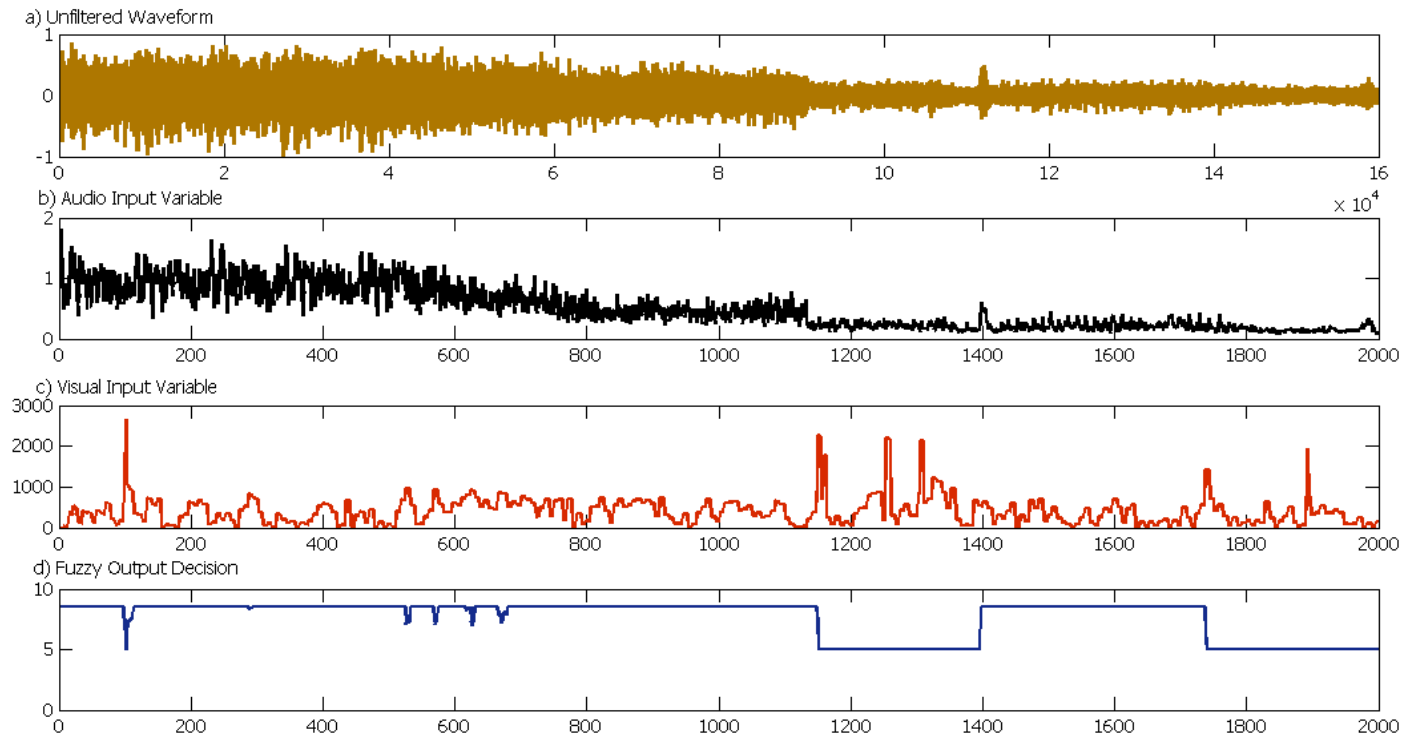 a) Unfiltered Waveform
1
0
-1
0 2 4 6 8 10 12 14 16
x 10^4
b) Audio Input Variable
2
1
0
0 200 400 600 800 1000 1200 1400 1600 1800 2000
c) Visual Input Variable
3000
2000
1000
0
0 200 400 600 800 1000 1200 1400 1600 1800 2000
d) Fuzzy Output Decision
10
5
0
0 200 400 600 800 1000 1200 1400 1600 1800 2000